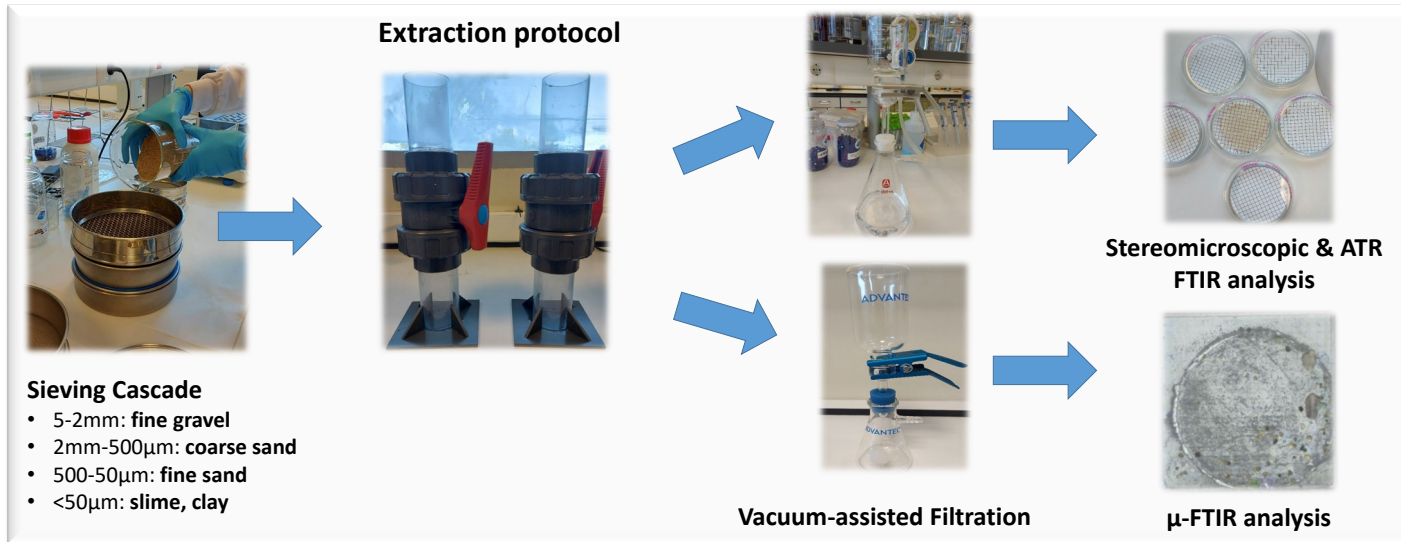 Extraction protocol
Sieving Cascade
• 5-2mm: fine gravel
• 2mm-500µm: coarse sand
• 500-50µm: fine sand
• <50µm: slime, clay
ADVANTEC
ADVANTEC
Vacuum-assisted Filtration
Stereomicroscopic & ATR
FTIR analysis
µ-FTIR analysis